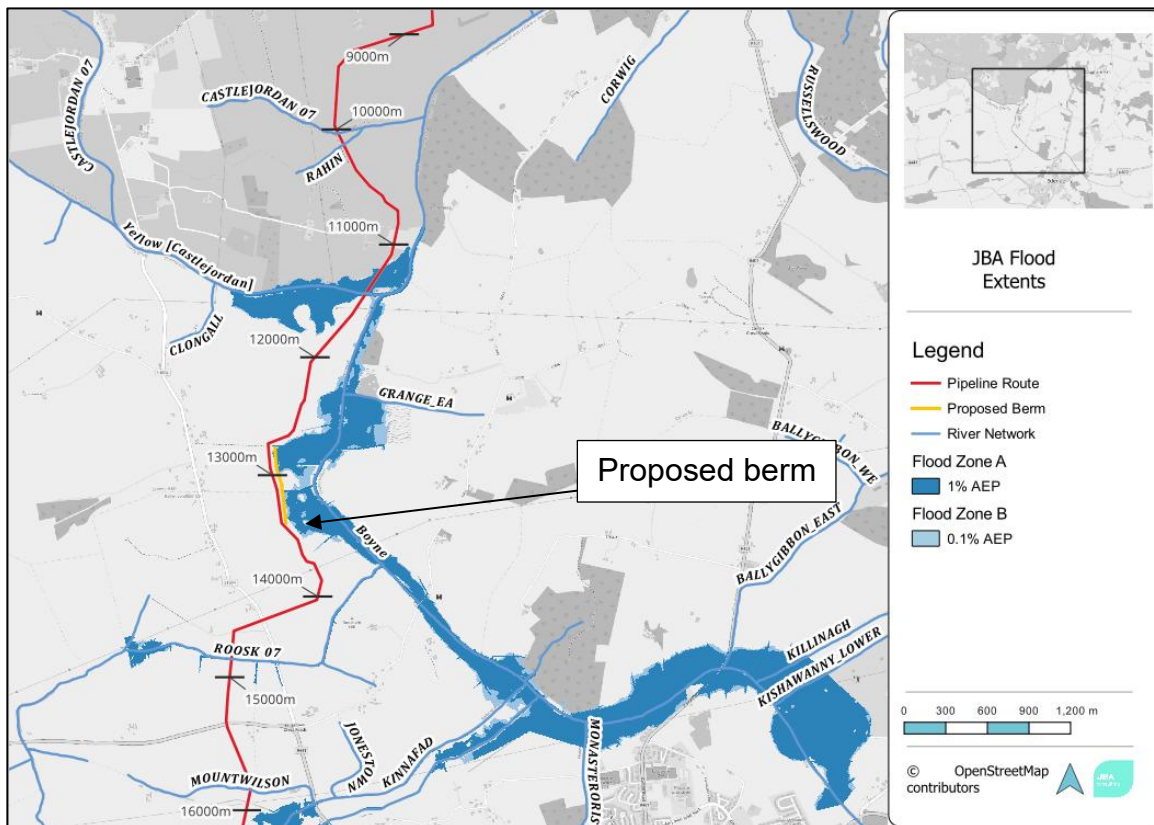 9000m
CASTLEJORDAN 07
CASTLEJORDAN 07
10000m
RAHIN
CORWIG
RUSSELLSWOOD
Yellow [Castlejordan]
11000m
CLONGALL
12000m
GRANGE_EA
13000m
Proposed berm
BALLYGIBBON_WE
Boyne
BALLYGIBBON_EAST
14000m
ROOSK 07
KILLINAGH
KISHAWANNY_LOWER
15000m
JONESTOWN
KINNAFAD
MONASTERORIS
MOUNTWILSON
16000m
JBA Flood
Extents
Legend
Pipeline Route
Proposed Berm
River Network
Flood Zone A
1% AEP
Flood Zone B
0.1% AEP
0 300 600 900 1,200 m
© OpenStreetMap
contributors
JBA